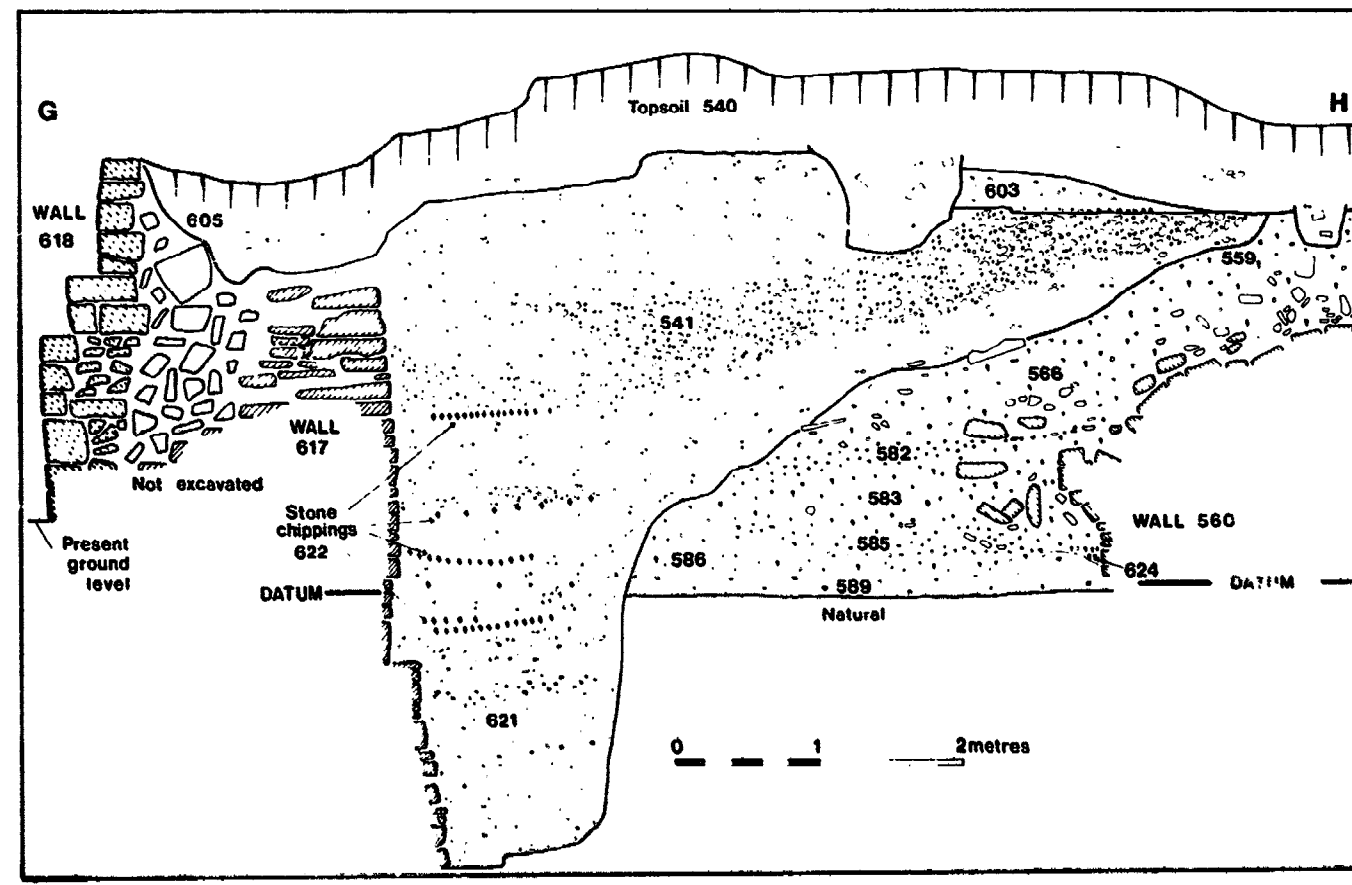 G
H
Topsoil 540
WALL
618
605
603
559
541
566
WALL
617
582
Not excavated
583
Stone
chippings
622
WALL 560
585
586
Present
ground
level
624
DATUM
589
DATUM
Natural
621
0 1 2metres